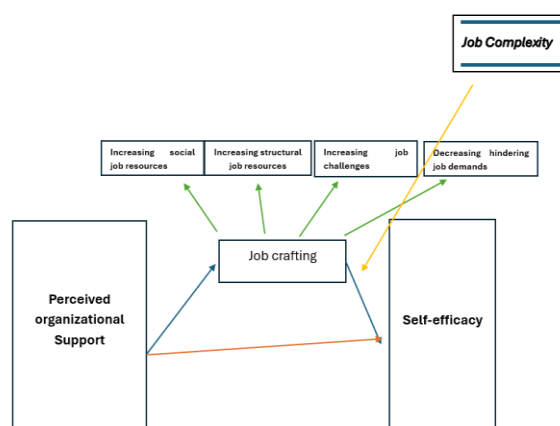 Job Complexity
Increasing social
job resources
Increasing structural
job resources
Increasing job
challenges
Decreasing hindering
job demands
Job crafting
Perceived
organizational
Support
Self-efficacy